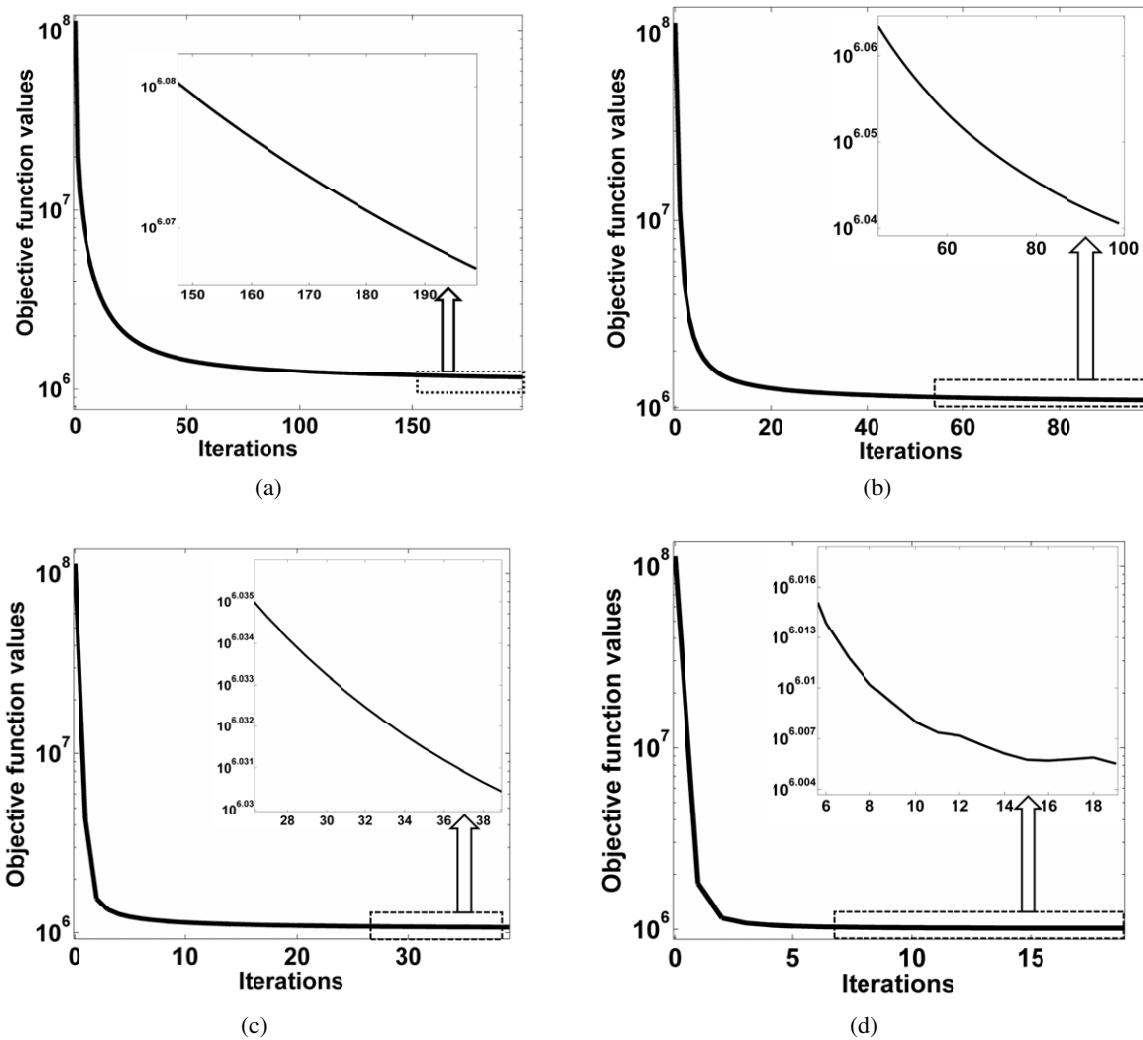 Objective function values
10^8
10^7
10^6
10^6.08
10^6.07
150 160 170 180 190
0 50 100 150
Iterations
(a)
Objective function values
10^8
10^7
10^6
10^6.06
10^6.05
10^6.04
60 80 100
0 20 40 60 80
Iterations
(b)
Objective function values
10^8
10^7
10^6
10^6.035
10^6.034
10^6.033
10^6.032
10^6.031
10^6.03
28 30 32 34 36 38
0 10 20 30
Iterations
(c)
Objective function values
10^8
10^7
10^6
10^6.016
10^6.013
10^6.01
10^6.007
10^6.004
6 8 10 12 14 16 18
0 5 10 15
Iterations
(d)